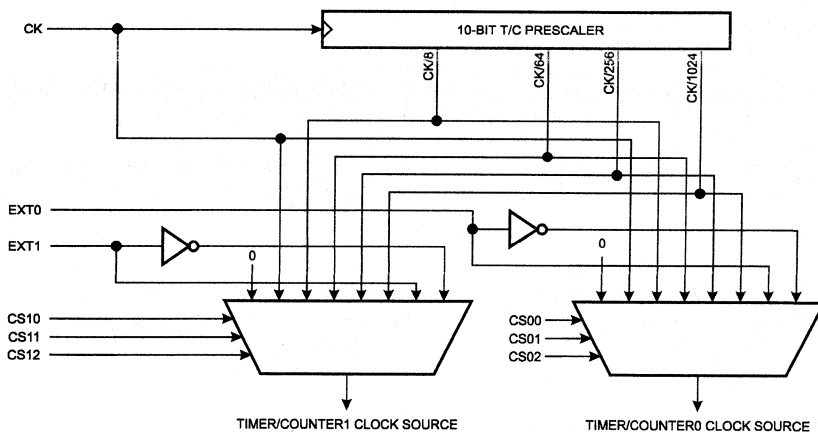 CK
10-BIT T/C PRESCALER
CK/8
CK/64
CK/256
CK/1024
EXT0
EXT1
0
0
CS10
CS11
CS12
CS00
CS01
CS02
TIMER/COUNTER1 CLOCK SOURCE
TIMER/COUNTER0 CLOCK SOURCE